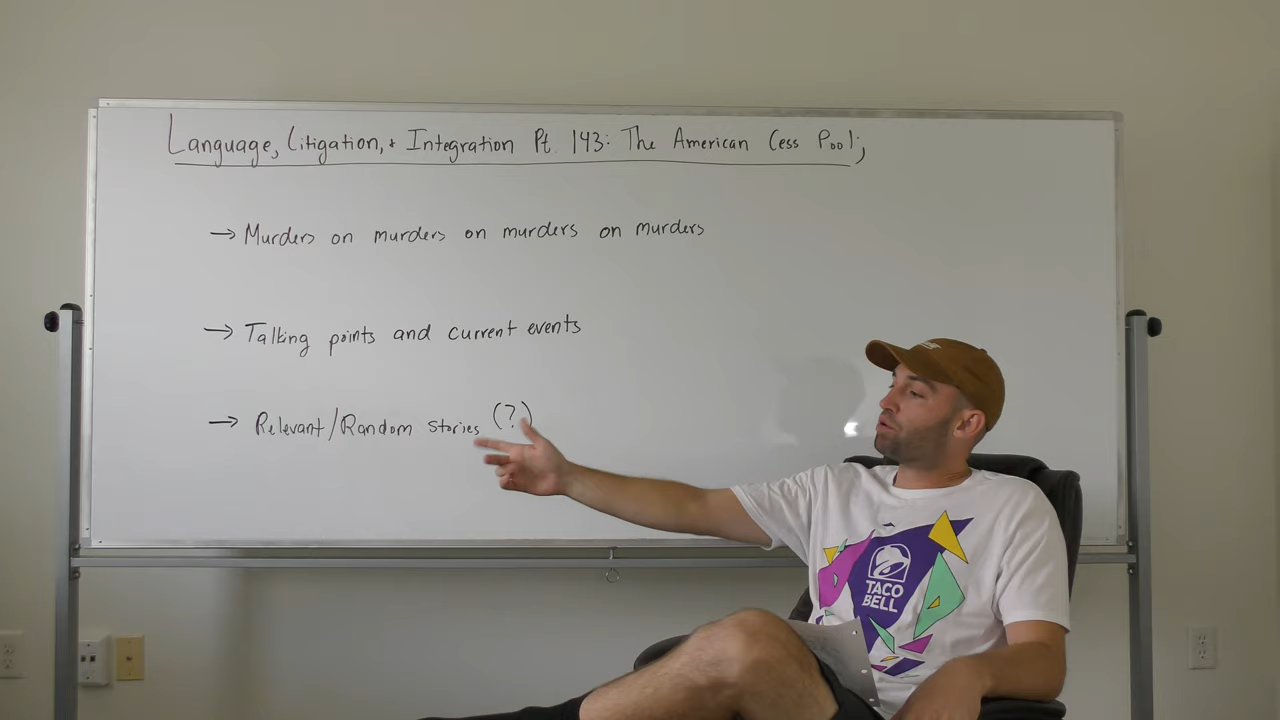 Language, Litigation, + Integration Pt. 143: The American Cess Pool;
→ Murders on murders on murders on murders
→ Talking points and current events
→ Relevant/Random stories (?)
TACO
BELL